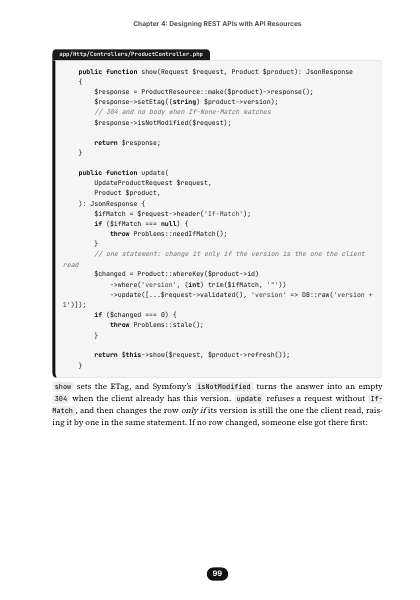 Chapter 4: Designing REST APIs with API Resources
app/Http/Controllers/ProductController.php
public function show(Request $request, Product $product): JsonResponse
{
$response = ProductResource::make($product)->response();
$response->setEtag((string) $product->version);
// 304 and no body when If-None-Match matches
$response->isNotModified($request);
return $response;
}
public function update(
UpdateProductRequest $request,
Product $product,
): JsonResponse {
$ifMatch = $request->header('If-Match');
if ($ifMatch === null) {
throw Problems::needIfMatch();
}
// one statement: change it only if the version is the one the client
read
$changed = Product::whereKey($product->id)
->where('version', (int) trim($ifMatch, '"'))
->update([...$request->validated(), 'version' => DB::raw('version +
1')]);
if ($changed === 0) {
throw Problems::stale();
}
return $this->show($request, $product->refresh());
}
show sets the ETag, and Symfony's isNotModified turns the answer into an empty
304 when the client already has this version. update refuses a request without If-
Match, and then changes the row only if its version is still the one the client read, rais-
ing it by one in the same statement. If no row changed, someone else got there first:
99